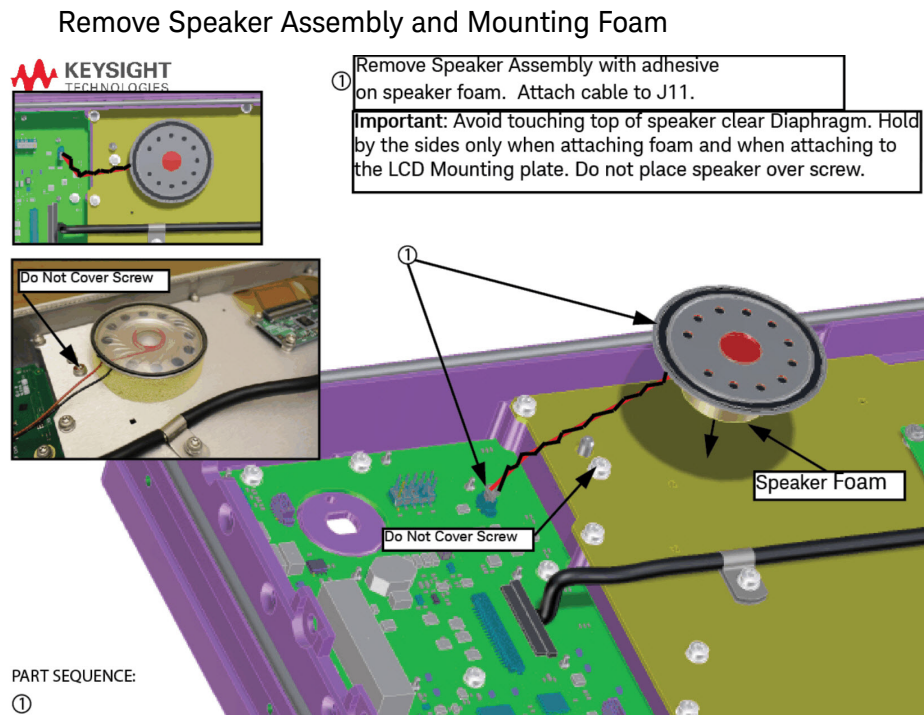 Remove Speaker Assembly and Mounting Foam
KEYSIGHT
TECHNOLOGIES
① Remove Speaker Assembly with adhesive
on speaker foam. Attach cable to J11.
Important: Avoid touching top of speaker clear Diaphragm. Hold
by the sides only when attaching foam and when attaching to
the LCD Mounting plate. Do not place speaker over screw.
①
Do Not Cover Screw
Speaker Foam
Do Not Cover Screw
PART SEQUENCE:
①